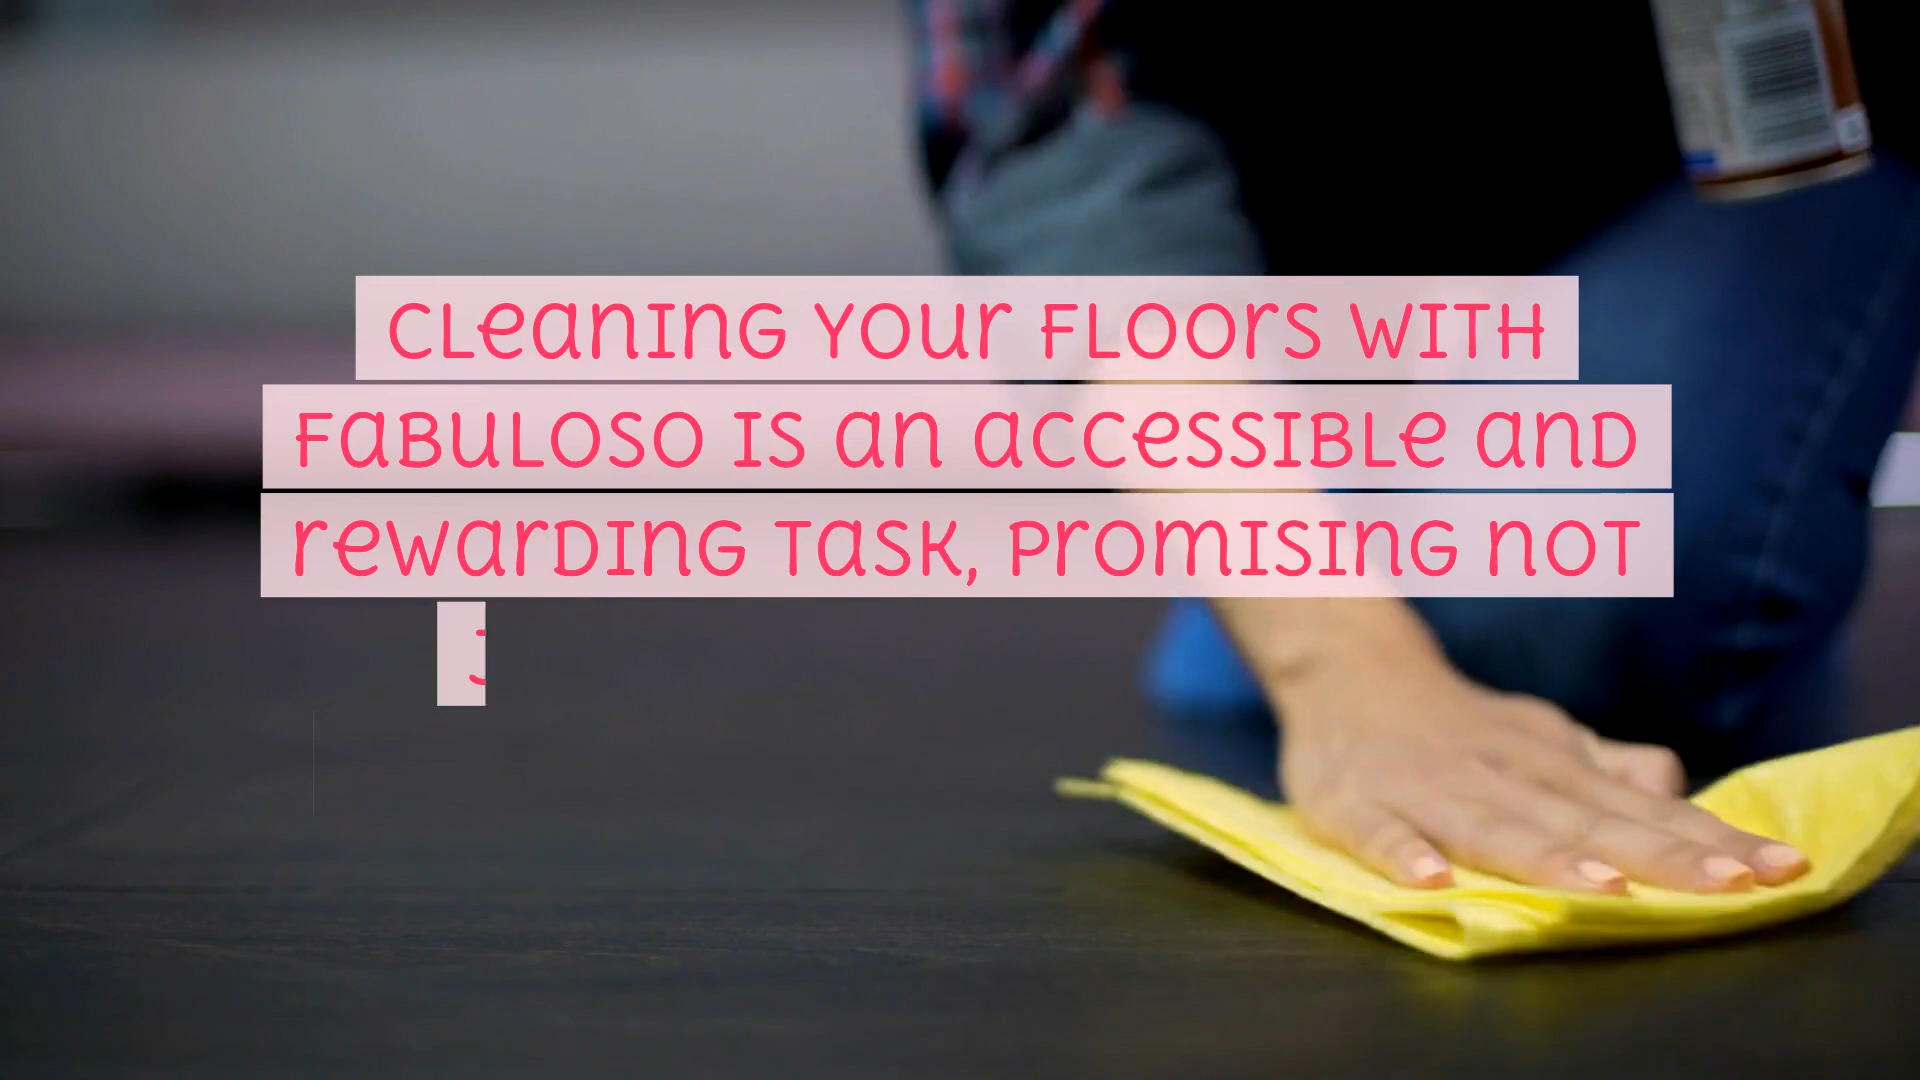 Cleaning your floors with
Fabuloso is an accessible and
rewarding task, promising not